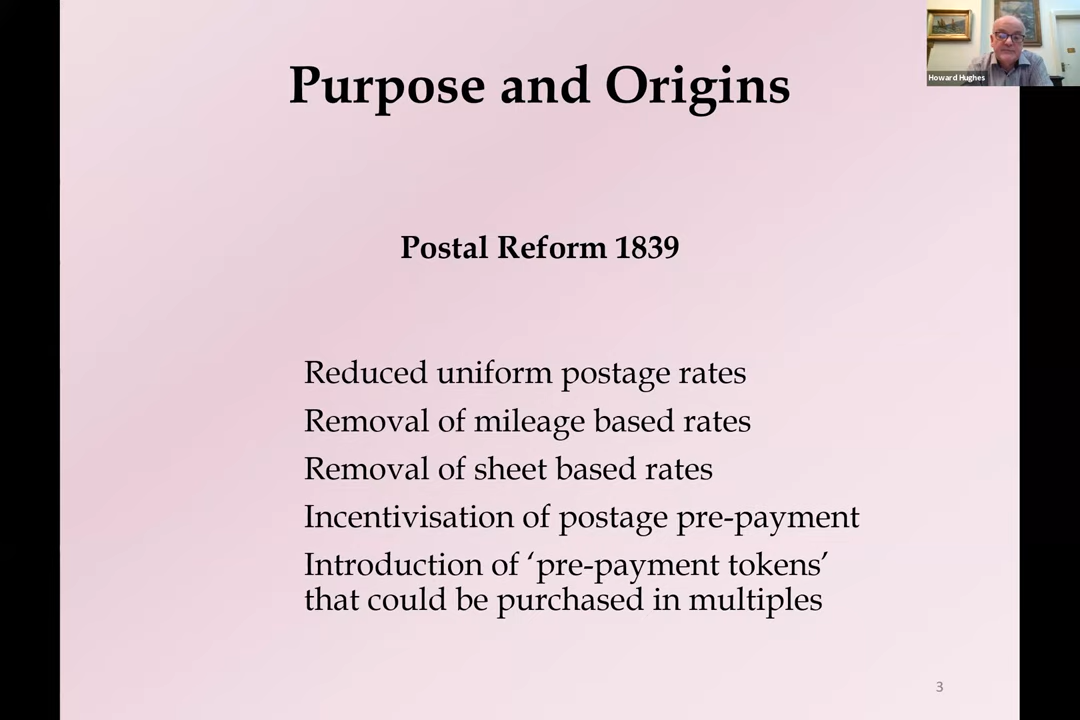 Purpose and Origins
Howard Hughes
Postal Reform 1839
Reduced uniform postage rates
Removal of mileage based rates
Removal of sheet based rates
Incentivisation of postage pre-payment
Introduction of ‘pre-payment tokens’
that could be purchased in multiples
3